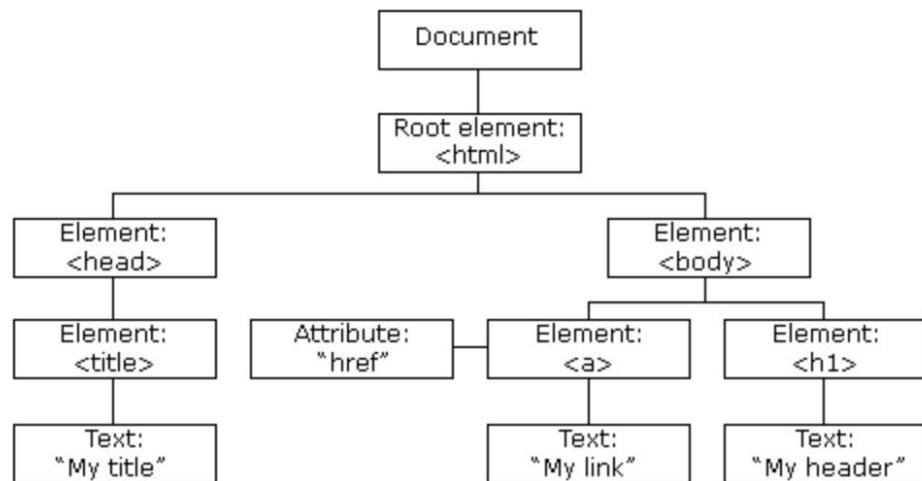 Document
Root element:
<html>
Element:
<head>
Element:
<body>
Element:
<title>
Attribute:
“href”
Element:
<a>
Element:
<h1>
Text:
“My title”
Text:
“My link”
Text:
“My header”